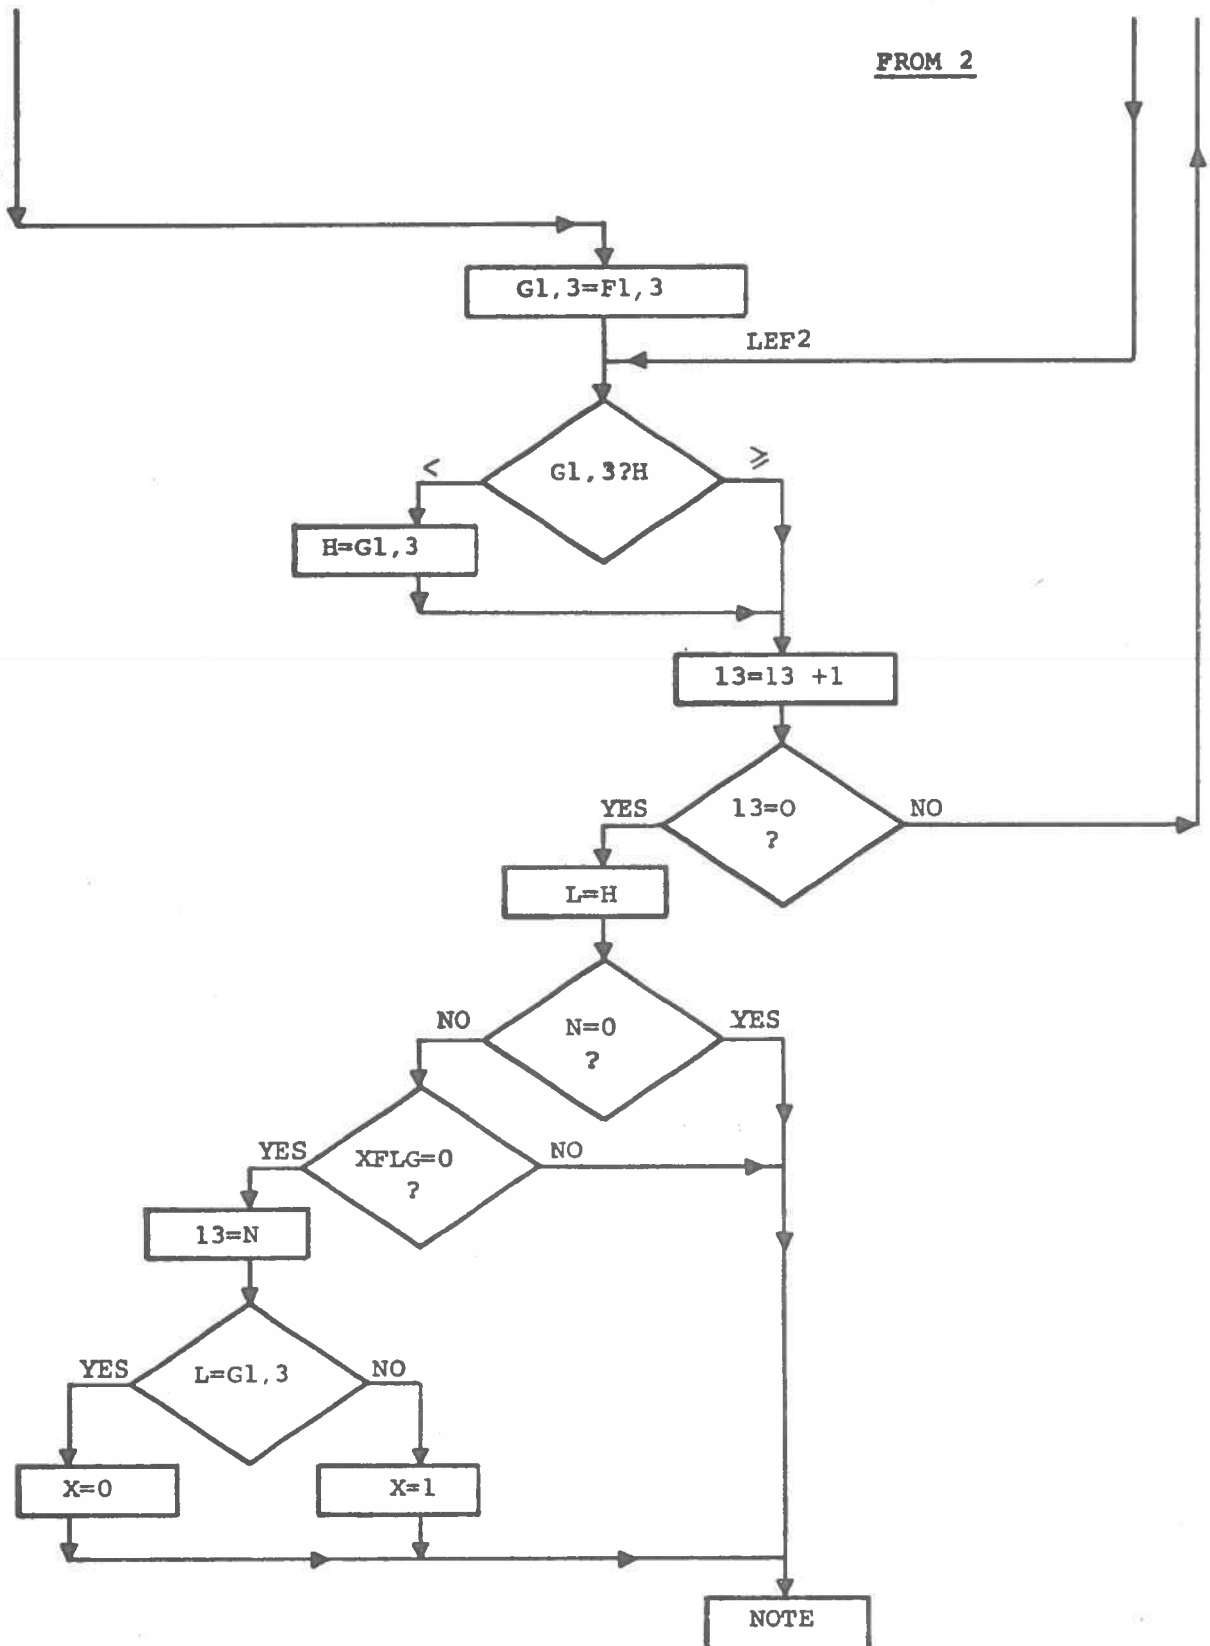 FROM 2
G1,3=F1,3
LEF2
<
G1,3?H
≥
H=G1,3
13=13 +1
YES
13=O
?
NO
L=H
NO
N=0
?
YES
YES
XFLG=0
?
NO
13=N
YES
L=G1,3
NO
X=0
X=1
NOTE